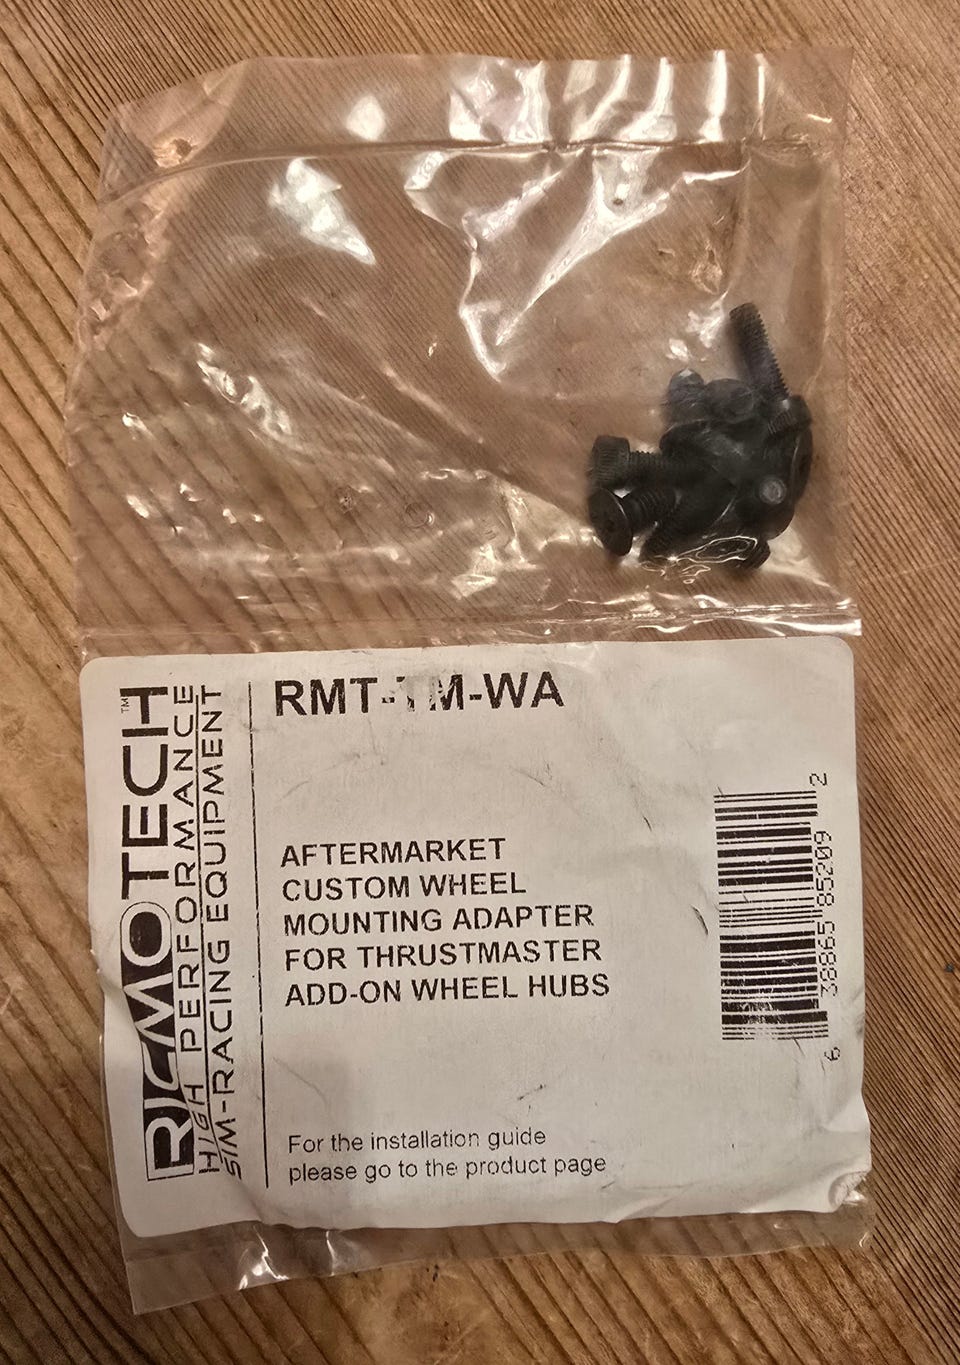 RICMOTECH™
HIGH PERFORMANCE
SIM-RACING EQUIPMENT
RMT-TM-WA
AFTERMARKET
CUSTOM WHEEL
MOUNTING ADAPTER
FOR THRUSTMASTER
ADD-ON WHEEL HUBS
For the installation guide
please go to the product page
6 38865 85209 2